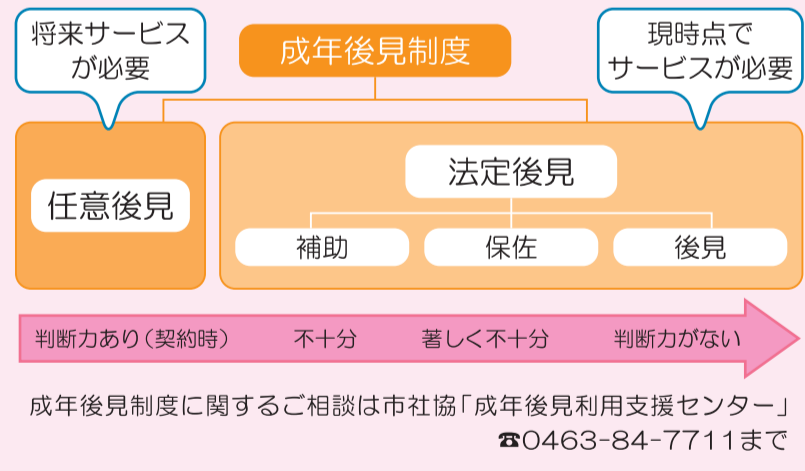 将来サービス
が必要
成年後見制度
現時点で
サービスが必要
任意後見
法定後見
補助
保佐
後見
判断力あり（契約時）
不十分
著しく不十分
判断力がない
成年後見制度に関するご相談は市社協「成年後見利用支援センター」
☎0463-84-7711まで